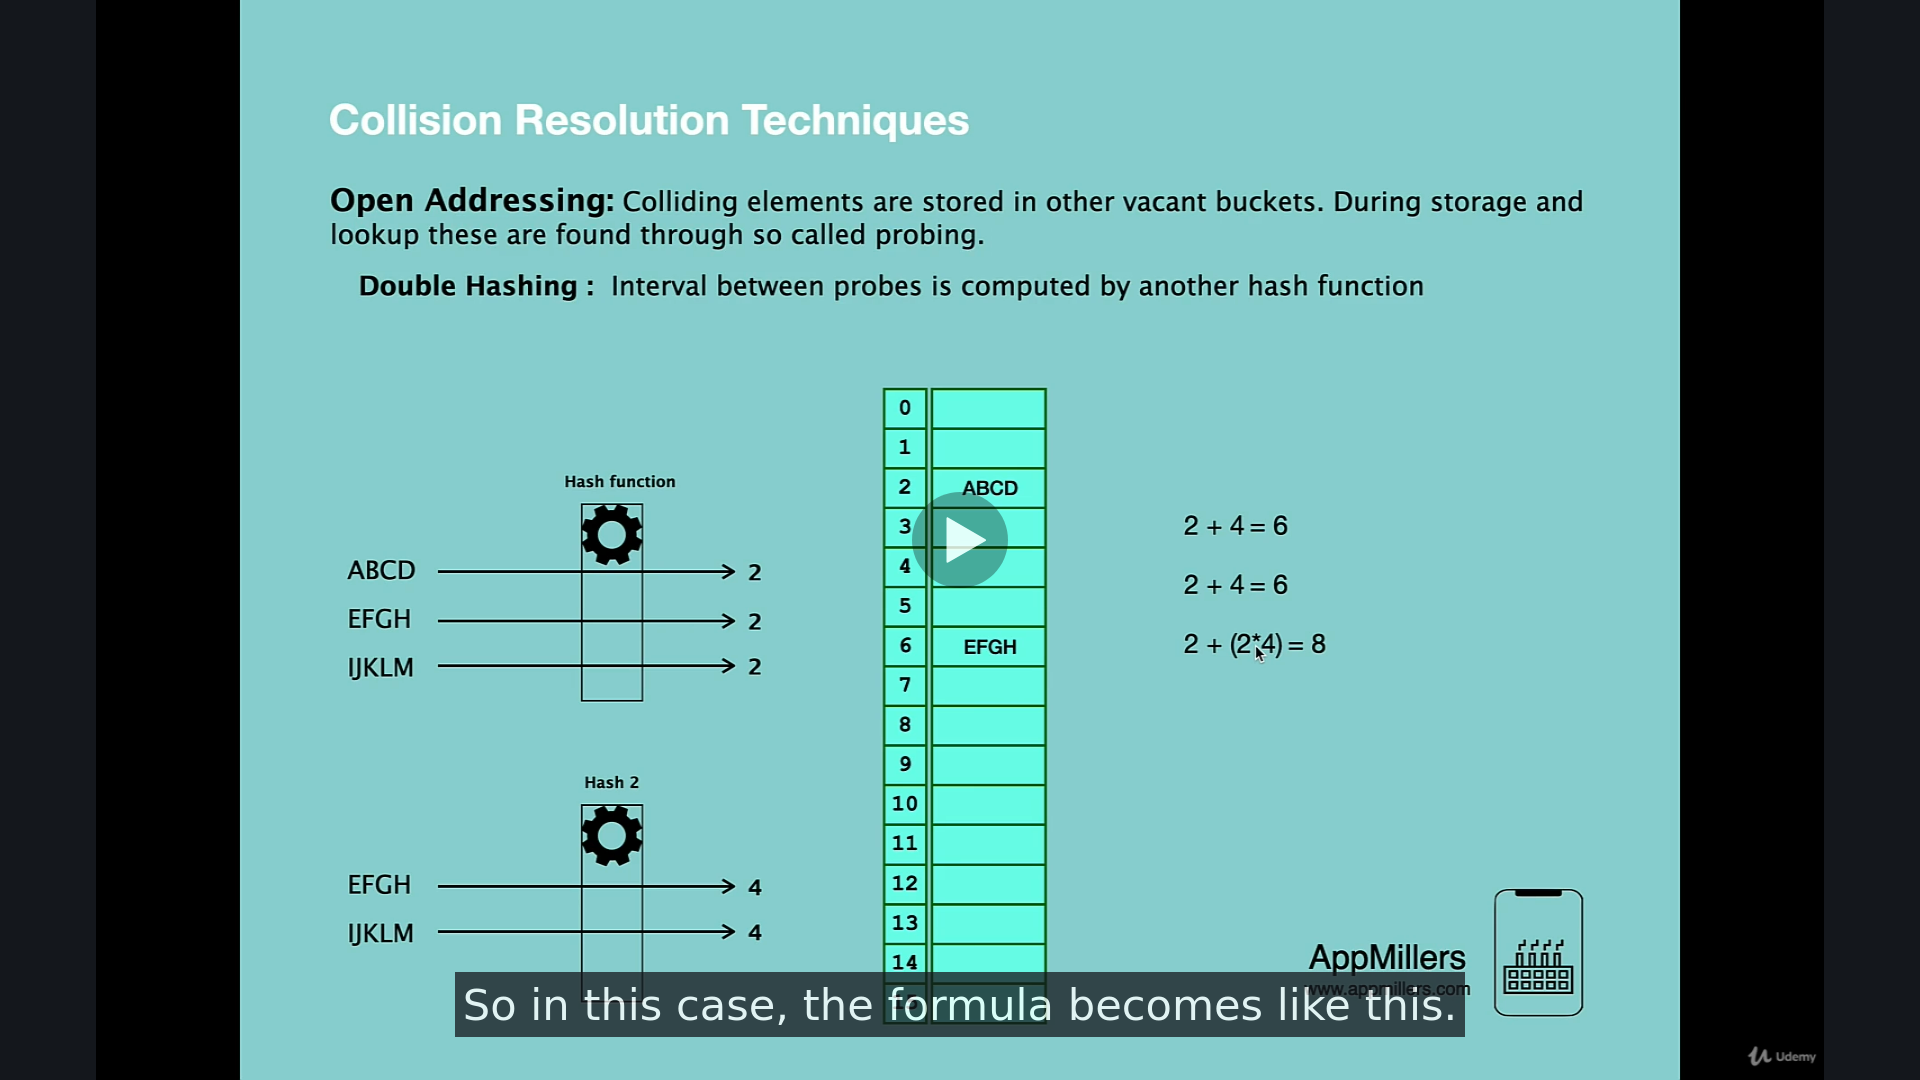 Collision Resolution Techniques
Open Addressing: Colliding elements are stored in other vacant buckets. During storage and
lookup these are found through so called probing.
Double Hashing : Interval between probes is computed by another hash function
Hash function
ABCD 2
EFGH 2
IJKLM 2
Hash 2
EFGH 4
IJKLM 4
0
1
2 ABCD
3
4
5
6 EFGH
7
8
9
10
11
12
13
14
15
2 + 4 = 6
2 + 4 = 6
2 + (2*4) = 8
AppMillers
www.appmillers.com
So in this case, the formula becomes like this.
Udemy